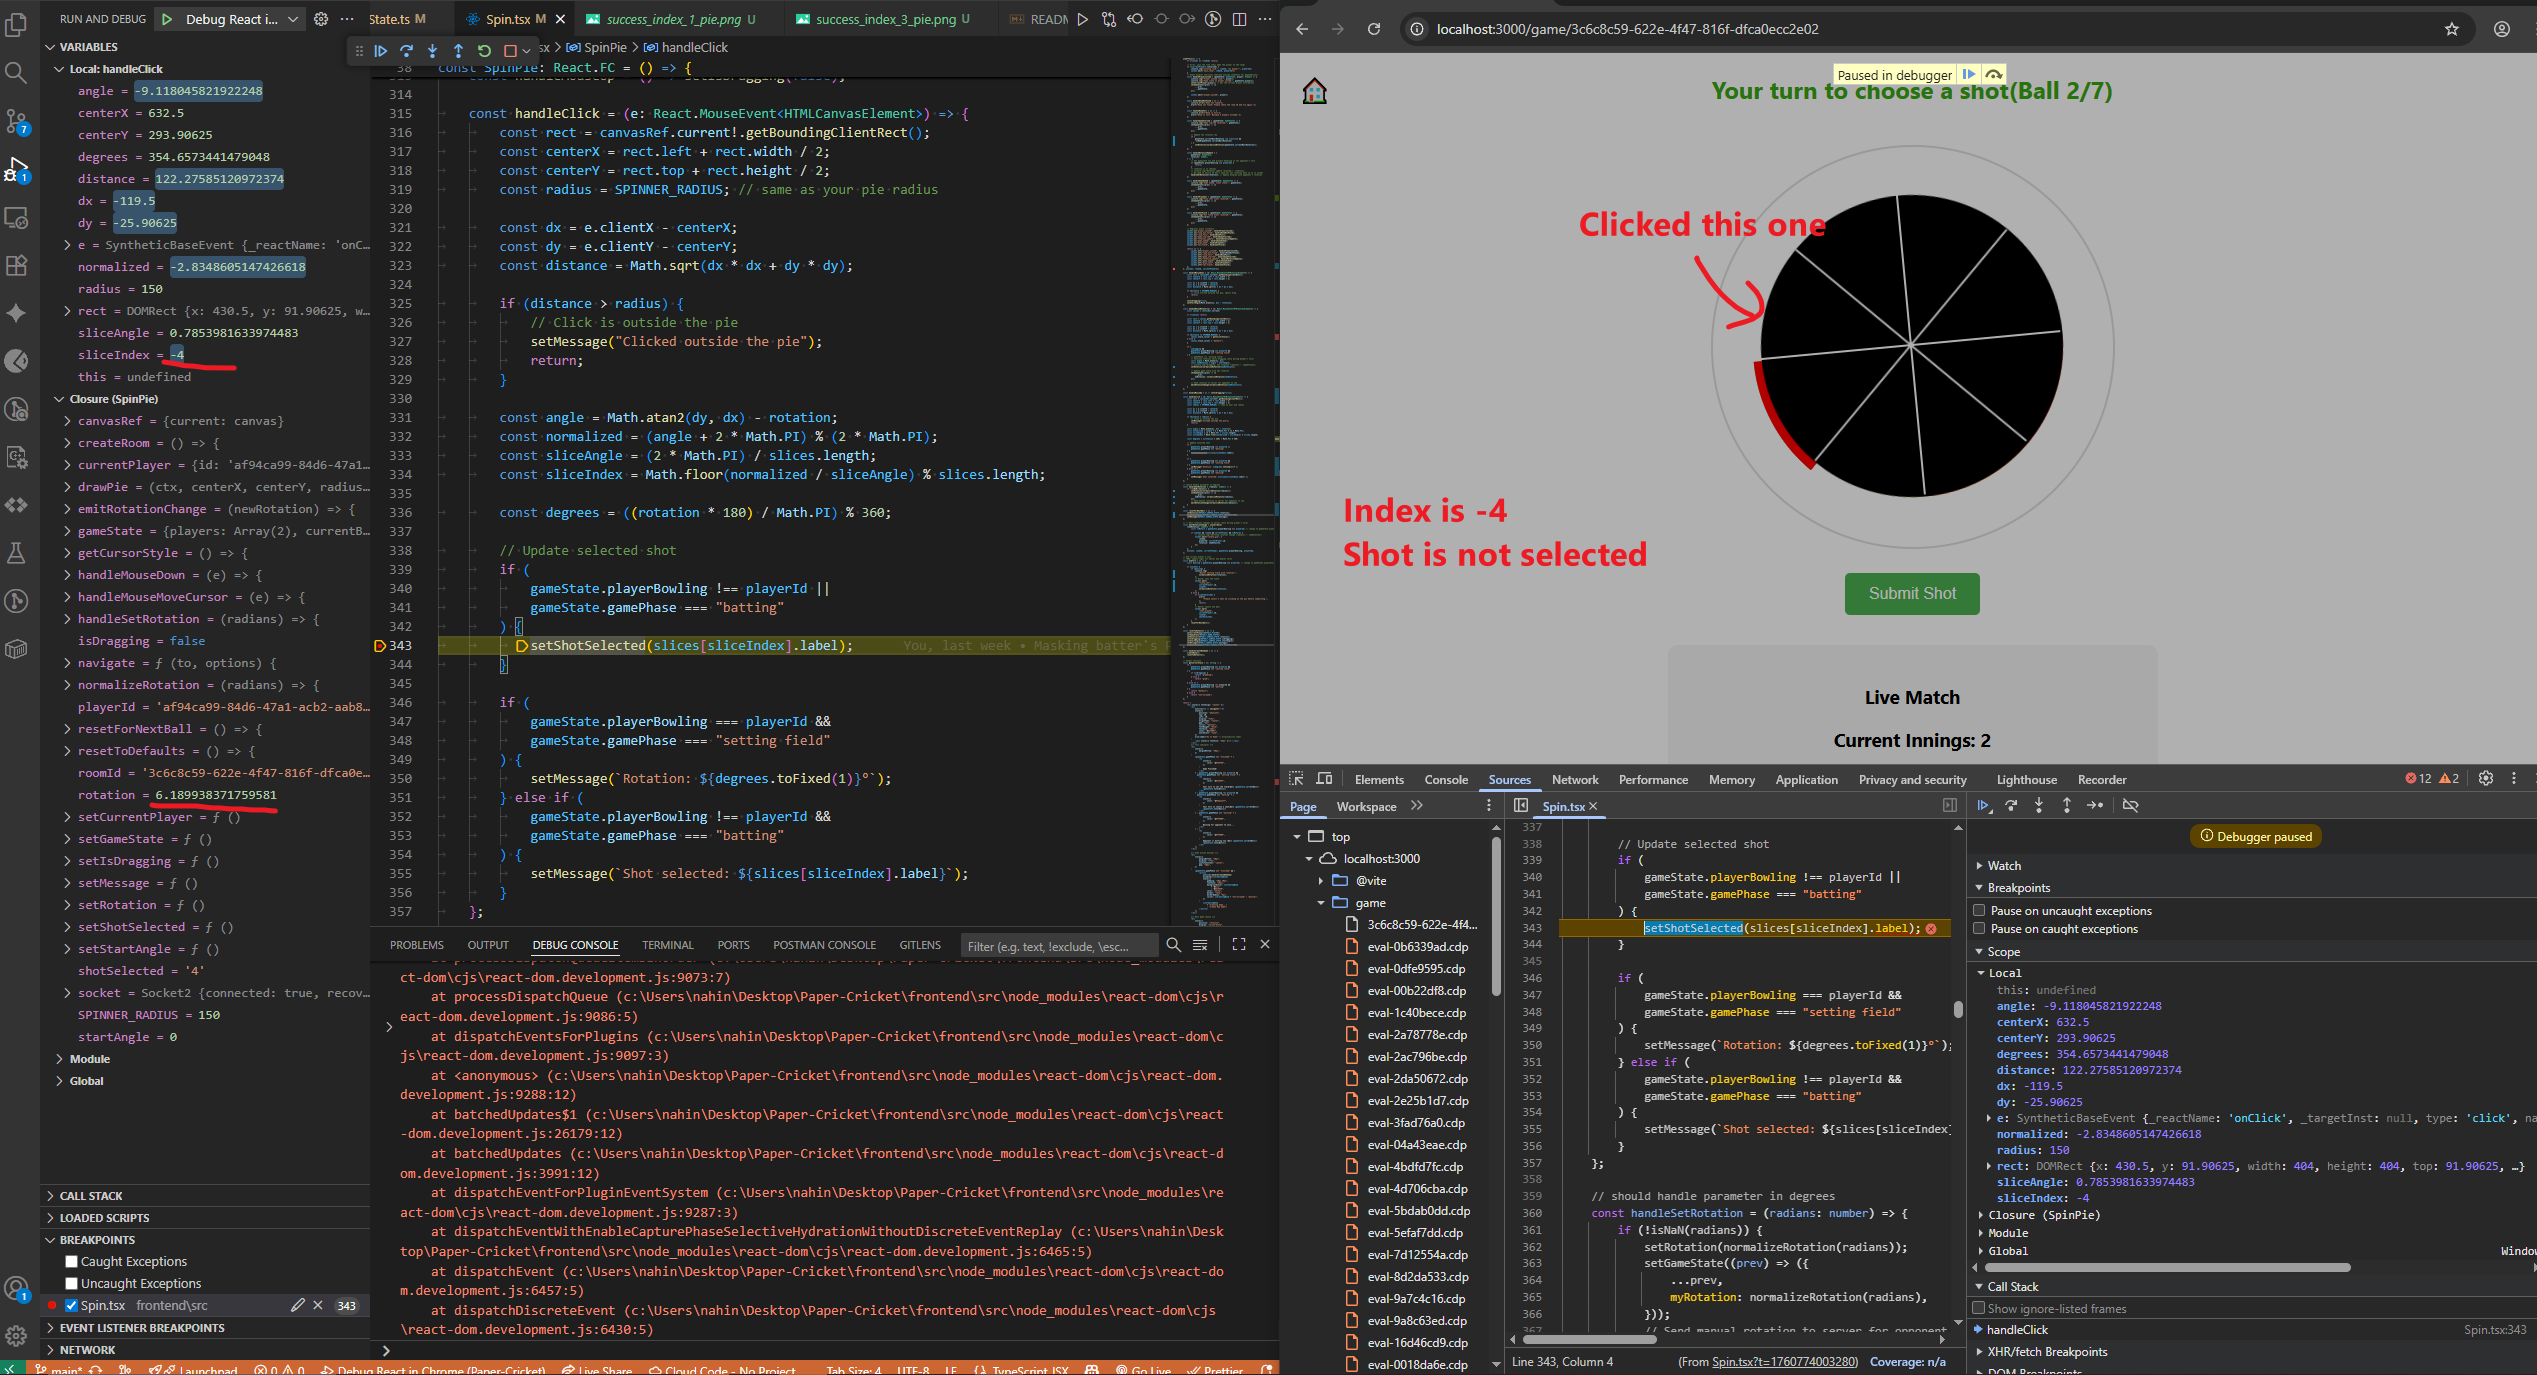 RUN AND DEBUG
Debug React i...
State.ts M
Spin.tsx M
success_index_1_pie.png U
success_index_3_pie.png U
VARIABLES
Local: handleClick
angle = -9.118045821922248
centerX = 632.5
centerY = 293.90625
degrees = 354.6573441479048
distance = 122.27585120972374
dx = -119.5
dy = -25.90625
e = SyntheticBaseEvent {_reactName: 'onC...
normalized = -2.8348605147426618
radius = 150
rect = DOMRect {x: 430.5, y: 91.90625, w...
sliceAngle = 0.7853981633974483
sliceIndex = -4
this = undefined
Closure (SpinPie)
canvasRef = {current: canvas}
createRoom = () => {
currentPlayer = {id: 'af94ca99-84d6-47a1...
drawPie = (ctx, centerX, centerY, radius...
emitRotationChange = (newRotation) => {
gameState = {players: Array(2), currentB...
getCursorStyle = () => {
handleMouseDown = (e) => {
handleMouseMoveCursor = (e) => {
handleSetRotation = (radians) => {
isDragging = false
navigate = ƒ (to, options) {
normalizeRotation = (radians) => {
playerId = 'af94ca99-84d6-47a1-acb2-aab8...
resetForNextBall = () => {
resetToDefaults = () => {
roomId = '3c6c8c59-622e-4f47-816f-dfca0e...
rotation = 6.189938371759581
setCurrentPlayer = ƒ ()
setGameState = ƒ ()
setIsDragging = ƒ ()
setMessage = ƒ ()
setRotation = ƒ ()
setShotSelected = ƒ ()
setStartAngle = ƒ ()
shotSelected = '4'
socket = Socket2 {connected: true, recov...
SPINNER_RADIUS = 150
startAngle = 0
Module
Global
CALL STACK
LOADED SCRIPTS
BREAKPOINTS
Caught Exceptions
Uncaught Exceptions
Spin.tsx frontend\src 343
EVENT LISTENER BREAKPOINTS
NETWORK
SpinPie > handleClick
const SpinPie: React.FC = () => {
314
315 const handleClick = (e: React.MouseEvent<HTMLCanvasElement>) => {
316 const rect = canvasRef.current!.getBoundingClientRect();
317 const centerX = rect.left + rect.width / 2;
318 const centerY = rect.top + rect.height / 2;
319 const radius = SPINNER_RADIUS; // same as your pie radius
320
321 const dx = e.clientX - centerX;
322 const dy = e.clientY - centerY;
323 const distance = Math.sqrt(dx * dx + dy * dy);
324
325 if (distance > radius) {
326 // Click is outside the pie
327 setMessage("Clicked outside the pie");
328 return;
329 }
330
331 const angle = Math.atan2(dy, dx) - rotation;
332 const normalized = (angle + 2 * Math.PI) % (2 * Math.PI);
333 const sliceAngle = (2 * Math.PI) / slices.length;
334 const sliceIndex = Math.floor(normalized / sliceAngle) % slices.length;
335
336 const degrees = ((rotation * 180) / Math.PI) % 360;
337
338 // Update selected shot
339 if (
340 gameState.playerBowling !== playerId ||
341 gameState.gamePhase === "batting"
342 ) {
343 setShotSelected(slices[sliceIndex].label); You, last week • Masking batter's
344 }
345
346 if (
347 gameState.playerBowling === playerId &&
348 gameState.gamePhase === "setting field"
349 ) {
350 setMessage(`Rotation: ${degrees.toFixed(1)}°`);
351 } else if (
352 gameState.playerBowling !== playerId &&
353 gameState.gamePhase === "batting"
354 ) {
355 setMessage(`Shot selected: ${slices[sliceIndex].label}`);
356 }
357 };
PROBLEMS OUTPUT DEBUG CONSOLE TERMINAL PORTS POSTMAN CONSOLE GITLENS
Filter (e.g. text, !exclude, \esc...
ct-dom\cjs\react-dom.development.js:9073:7)
at processDispatchQueue (c:\Users\nahin\Desktop\Paper-Cricket\frontend\src\node_modules\react-dom\cjs\r
eact-dom.development.js:9086:5)
at dispatchEventsForPlugins (c:\Users\nahin\Desktop\Paper-Cricket\frontend\src\node_modules\react-dom\c
js\react-dom.development.js:9097:3)
at <anonymous> (c:\Users\nahin\Desktop\Paper-Cricket\frontend\src\node_modules\react-dom\cjs\react-dom.
development.js:9288:12)
at batchedUpdates$1 (c:\Users\nahin\Desktop\Paper-Cricket\frontend\src\node_modules\react-dom\cjs\react
-dom.development.js:26179:12)
at batchedUpdates (c:\Users\nahin\Desktop\Paper-Cricket\frontend\src\node_modules\react-dom\cjs\react-d
om.development.js:3991:12)
at dispatchEventForPluginEventSystem (c:\Users\nahin\Desktop\Paper-Cricket\frontend\src\node_modules\re
act-dom\cjs\react-dom.development.js:9287:3)
at dispatchEventWithEnableCapturePhaseSelectiveHydrationWithoutDiscreteEventReplay (c:\Users\nahin\Desk
top\Paper-Cricket\frontend\src\node_modules\react-dom\cjs\react-dom.development.js:6465:5)
at dispatchEvent (c:\Users\nahin\Desktop\Paper-Cricket\frontend\src\node_modules\react-dom\cjs\react-do
m.development.js:6457:5)
at dispatchDiscreteEvent (c:\Users\nahin\Desktop\Paper-Cricket\frontend\src\node_modules\react-dom\cjs
\react-dom.development.js:6430:5)
main* Launchpad 0 0 Debug React in Chrome (Paper-Cricket) Live Share Cloud Code - No Project Tab Size: 4 UTF-8 LF TypeScript JSX Go Live Prettier
localhost:3000/game/3c6c8c59-622e-4f47-816f-dfca0ecc2e02
Paused in debugger
Your turn to choose a shot(Ball 2/7)
Clicked this one
Index is -4
Shot is not selected
Submit Shot
Live Match
Current Innings: 2
Elements Console Sources Network Performance Memory Application Privacy and security Lighthouse Recorder 12 2
Page Workspace
Spin.tsx
top
localhost:3000
@vite
game
3c6c8c59-622e-4f4...
eval-0b6339ad.cdp
eval-0dfe9595.cdp
eval-00b22df8.cdp
eval-1c40bece.cdp
eval-2a78778e.cdp
eval-2ac796be.cdp
eval-2da50672.cdp
eval-2e25b1d7.cdp
eval-3fad76a0.cdp
eval-04a43eae.cdp
eval-4bdfd7fc.cdp
eval-4d706cba.cdp
eval-5bdab0dd.cdp
eval-5efaf7dd.cdp
eval-7d12554a.cdp
eval-8d2da533.cdp
eval-9a7c4c16.cdp
eval-9a8c63ed.cdp
eval-16d46cd9.cdp
eval-0018da6e.cdp
337
338 // Update selected shot
339 if (
340 gameState.playerBowling !== playerId ||
341 gameState.gamePhase === "batting"
342 ) {
343 setShotSelected(slices[sliceIndex].label);
344 }
345
346 if (
347 gameState.playerBowling === playerId &&
348 gameState.gamePhase === "setting field"
349 ) {
350 setMessage(`Rotation: ${degrees.toFixed(1)}°`);
351 } else if (
352 gameState.playerBowling !== playerId &&
353 gameState.gamePhase === "batting"
354 ) {
355 setMessage(`Shot selected: ${slices[sliceIndex]
356 }
357 };
358
359 // should handle parameter in degrees
360 const handleSetRotation = (radians: number) => {
361 if (!isNaN(radians)) {
362 setRotation(normalizeRotation(radians));
363 setGameState((prev) => ({
364 ...prev,
365 myRotation: normalizeRotation(radians),
366 }));
367 // Send manual rotation to server for opponent
Line 343, Column 4 (From Spin.tsx?t=1760774003280) Coverage: n/a
Debugger paused
Watch
Breakpoints
Pause on uncaught exceptions
Pause on caught exceptions
Scope
Local
this: undefined
angle: -9.118045821922248
centerX: 632.5
centerY: 293.90625
degrees: 354.6573441479048
distance: 122.27585120972374
dx: -119.5
dy: -25.90625
e: SyntheticBaseEvent {_reactName: 'onClick', _targetInst: null, type: 'click', na
normalized: -2.8348605147426618
radius: 150
rect: DOMRect {x: 430.5, y: 91.90625, width: 404, height: 404, top: 91.90625, …}
sliceAngle: 0.7853981633974483
sliceIndex: -4
Closure (SpinPie)
Module
Global Window
Call Stack
Show ignore-listed frames
handleClick Spin.tsx:343
XHR/fetch Breakpoints
DOM Breakpoints